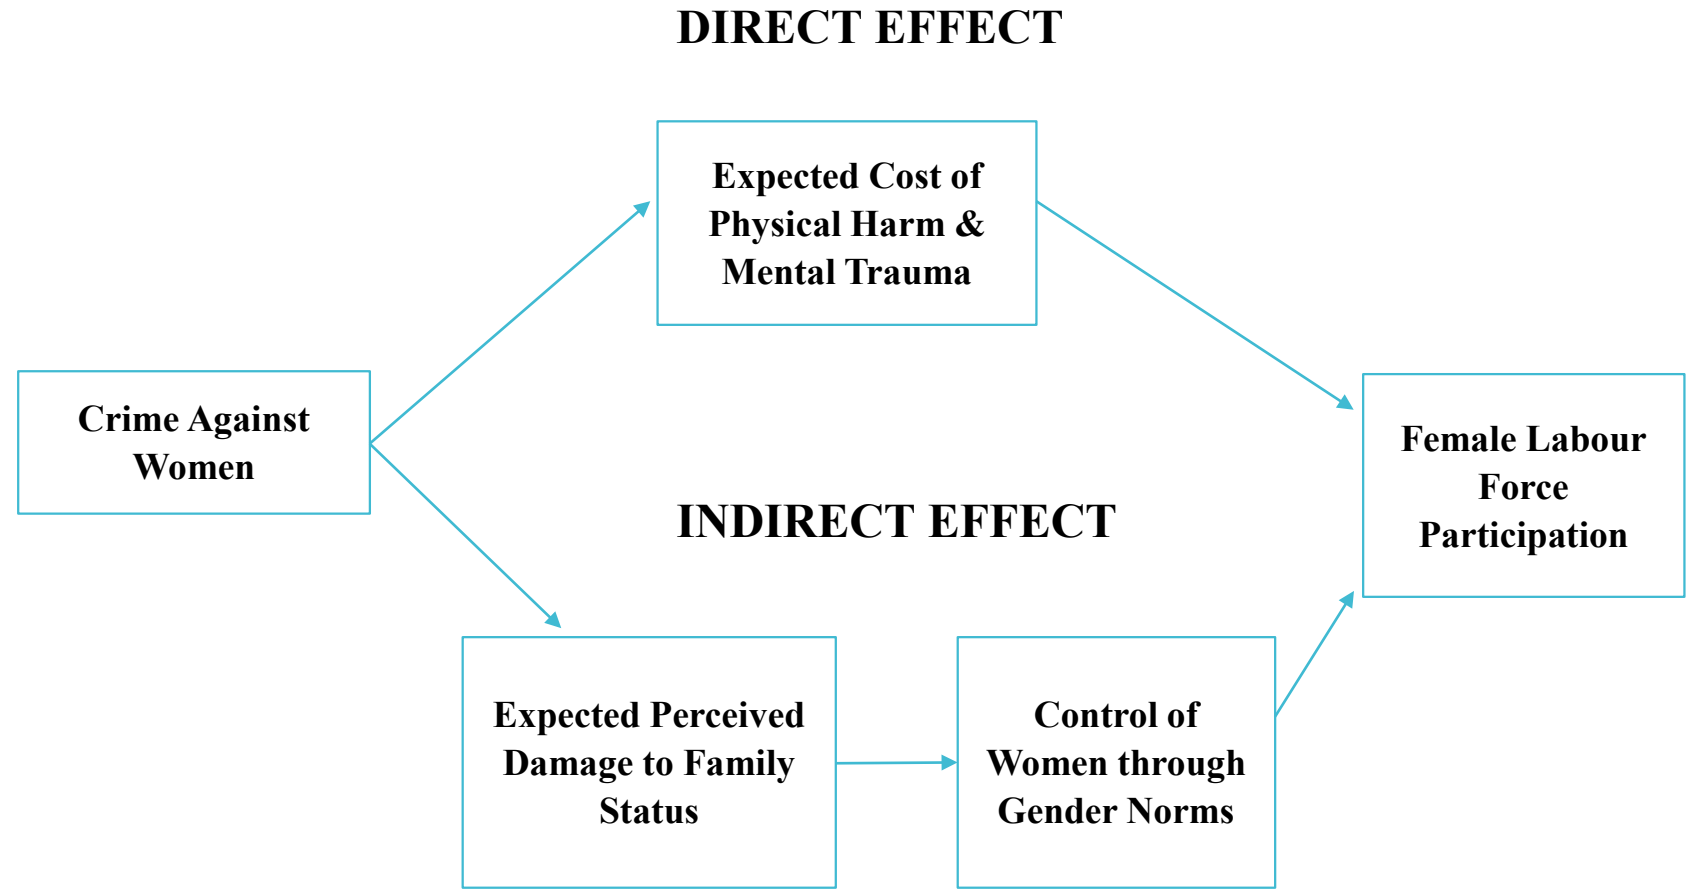 DIRECT EFFECT
Expected Cost of
Physical Harm &
Mental Trauma
Crime Against
Women
Female Labour
Force
Participation
INDIRECT EFFECT
Expected Perceived
Damage to Family
Status
Control of
Women through
Gender Norms